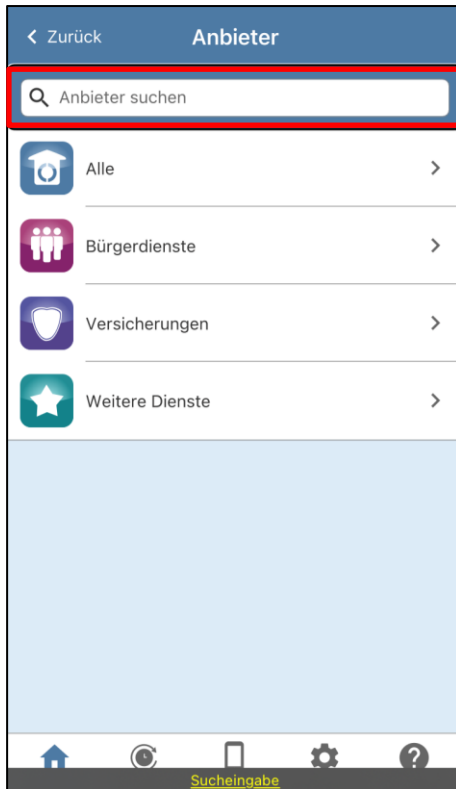 Zurück Anbieter
Anbieter suchen
Alle
Bürgerdienste
Versicherungen
Weitere Dienste
Sucheingabe